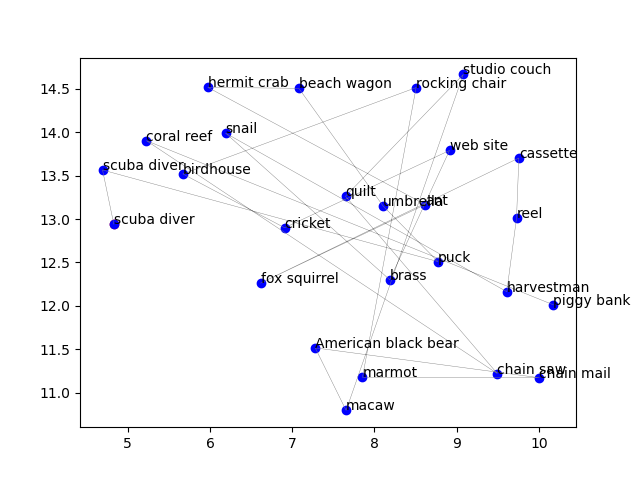 studio couch
hermit crab
beach wagon
rocking chair
14.5
coral reef
snail
14.0
web site
cassette
scuba diver
birdhouse
13.5
quilt
umbrella
ant
reel
13.0
scuba diver
cricket
puck
12.5
fox squirrel
brass
harvestman
piggy bank
12.0
American black bear
11.5
marmot
chain saw
chain mail
11.0
macaw
5
6
7
8
9
10